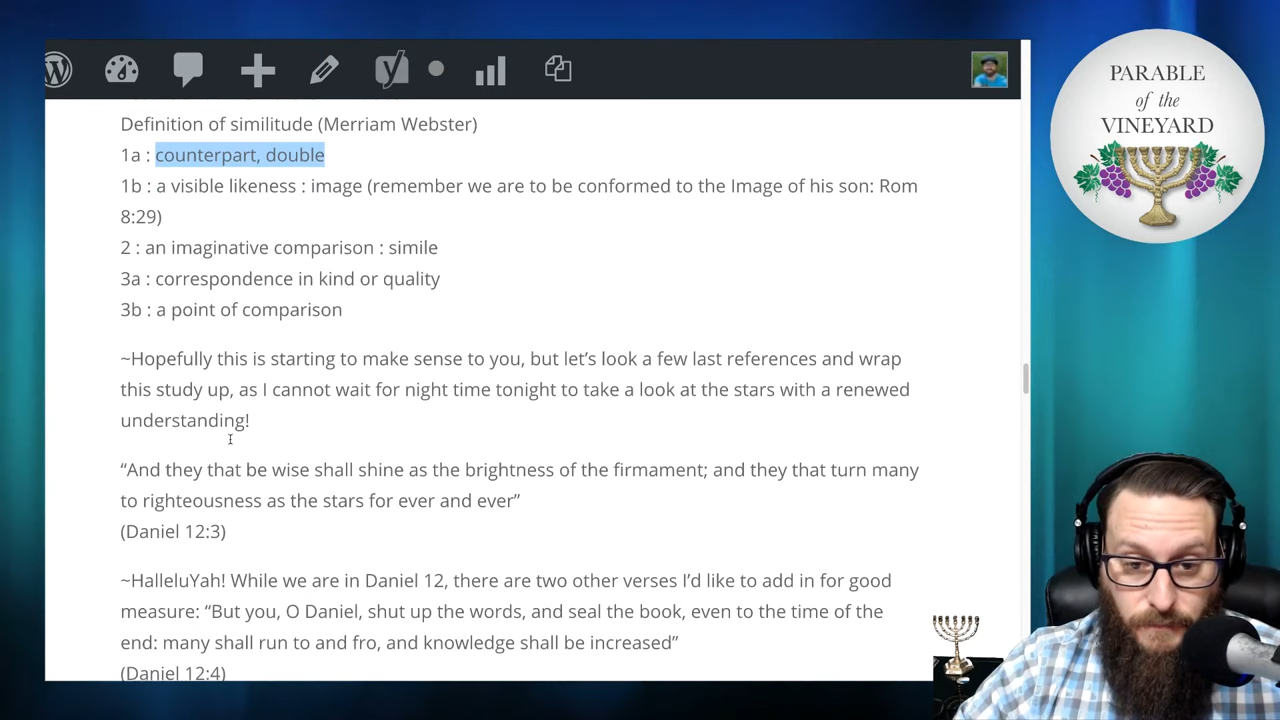 PARABLE
of the
VINEYARD
Definition of similitude (Merriam Webster)
1a : counterpart, double
1b : a visible likeness : image (remember we are to be conformed to the Image of his son: Rom
8:29)
2 : an imaginative comparison : simile
3a : correspondence in kind or quality
3b : a point of comparison
~Hopefully this is starting to make sense to you, but let’s look a few last references and wrap
this study up, as I cannot wait for night time tonight to take a look at the stars with a renewed
understanding!
“And they that be wise shall shine as the brightness of the firmament; and they that turn many
to righteousness as the stars for ever and ever”
(Daniel 12:3)
~HalleluYah! While we are in Daniel 12, there are two other verses I’d like to add in for good
measure: “But you, O Daniel, shut up the words, and seal the book, even to the time of the
end: many shall run to and fro, and knowledge shall be increased”
(Daniel 12:4)